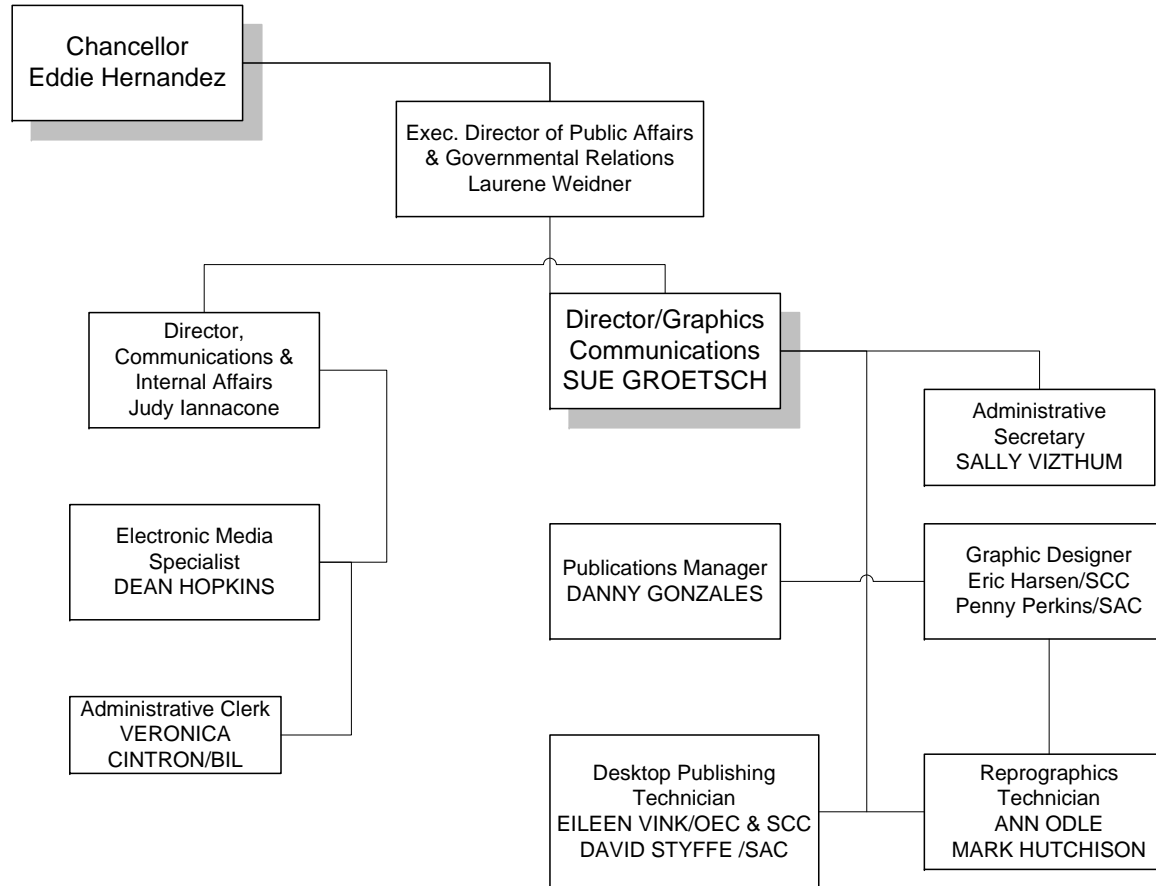 Chancellor
Eddie Hernandez
Exec. Director of Public Affairs
& Governmental Relations
Laurene Weidner
Director,
Communications &
Internal Affairs
Judy Iannacone
Director/Graphics
Communications
SUE GROETSCH
Administrative
Secretary
SALLY VIZTHUM
Electronic Media
Specialist
DEAN HOPKINS
Publications Manager
DANNY GONZALES
Graphic Designer
Eric Harsen/SCC
Penny Perkins/SAC
Administrative Clerk
VERONICA
CINTRON/BIL
Desktop Publishing
Technician
EILEEN VINK/OEC & SCC
DAVID STYFFE /SAC
Reprographics
Technician
ANN ODLE
MARK HUTCHISON